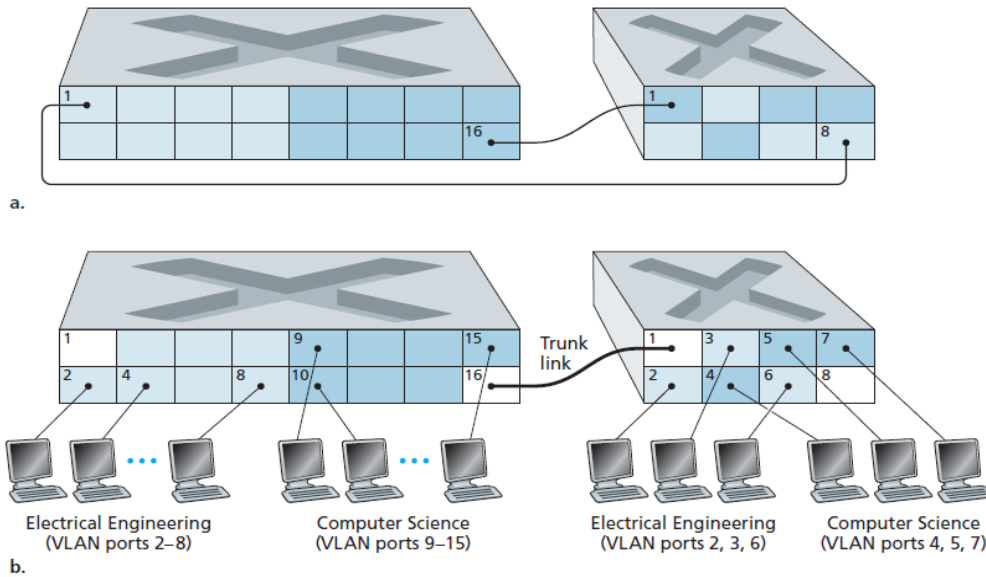 1
16
1
8
a.
1
9
15
2
4
8
10
16
Trunk
link
1
3
5
7
2
4
6
8
Electrical Engineering
(VLAN ports 2–8)
Computer Science
(VLAN ports 9–15)
Electrical Engineering
(VLAN ports 2, 3, 6)
Computer Science
(VLAN ports 4, 5, 7)
b.